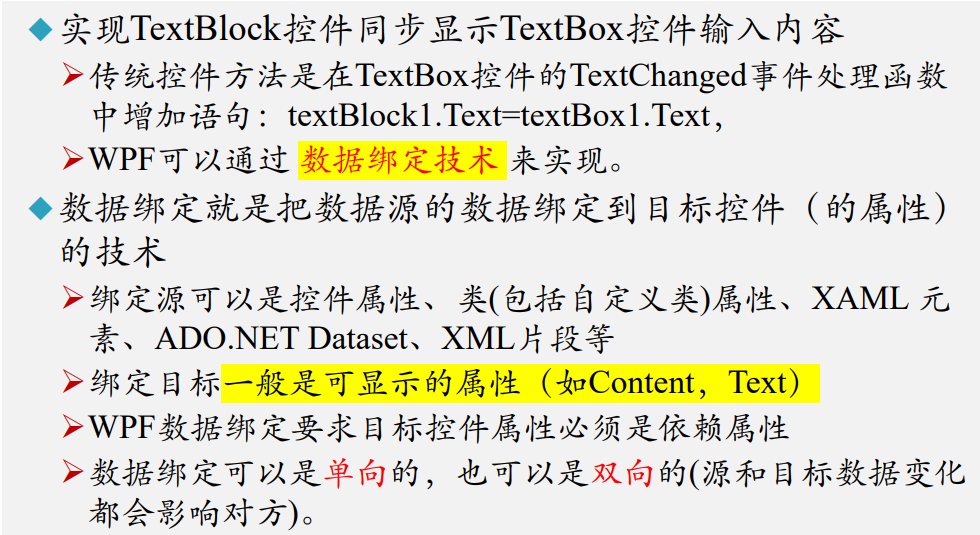 实现TextBlock控件同步显示TextBox控件输入内容
传统控件方法是在TextBox控件的TextChanged事件处理函数
中增加语句：textBlock1.Text=textBox1.Text，
WPF可以通过 数据绑定技术 来实现。
数据绑定就是把数据源的数据绑定到目标控件（的属性）
的技术
绑定源可以是控件属性、类(包括自定义类)属性、XAML 元
素、ADO.NET Dataset、XML片段等
绑定目标一般是可显示的属性（如Content，Text）
WPF数据绑定要求目标控件属性必须是依赖属性
数据绑定可以是单向的，也可以是双向的(源和目标数据变化
都会影响对方)。